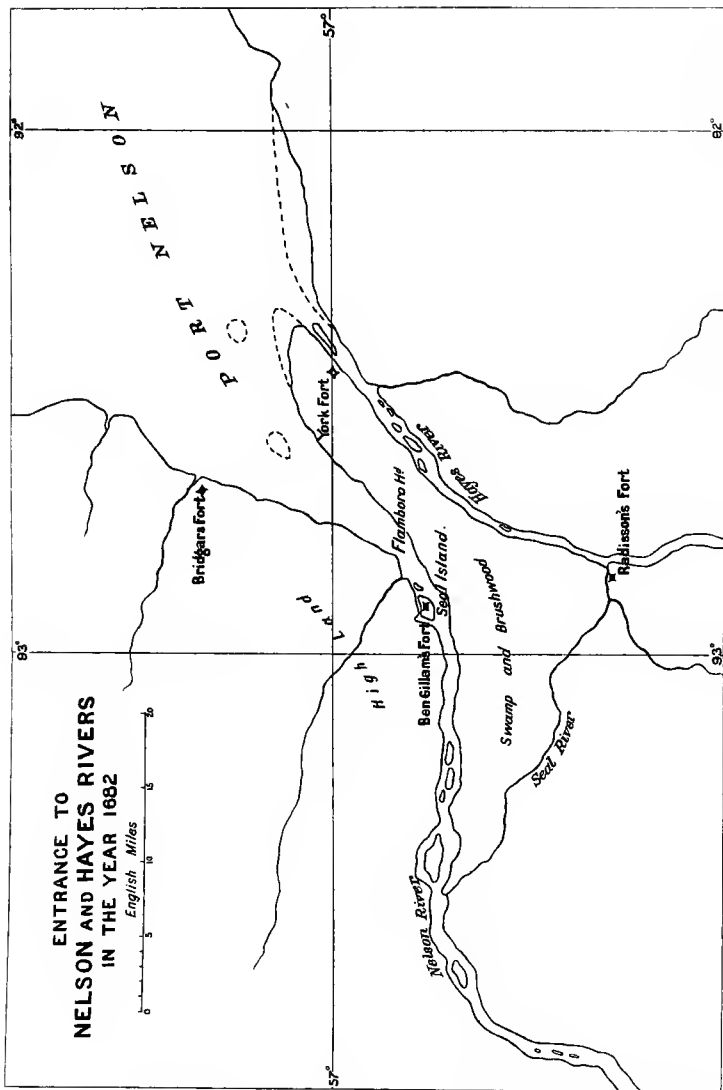 ENTRANCE TO
NELSON AND HAYES RIVERS
IN THE YEAR 1682
English Miles
0 5 10 15 20
93°
92°
57°
57°
93°
92°
PORT NELSON
Bridgars Fort
High Land
York Fort
Flamboro Hd
Ben Gillam's Fort
Seal Island.
Hayes River
Swamp and Brushwood
Nelson River
Seal River
Radisson's Fort